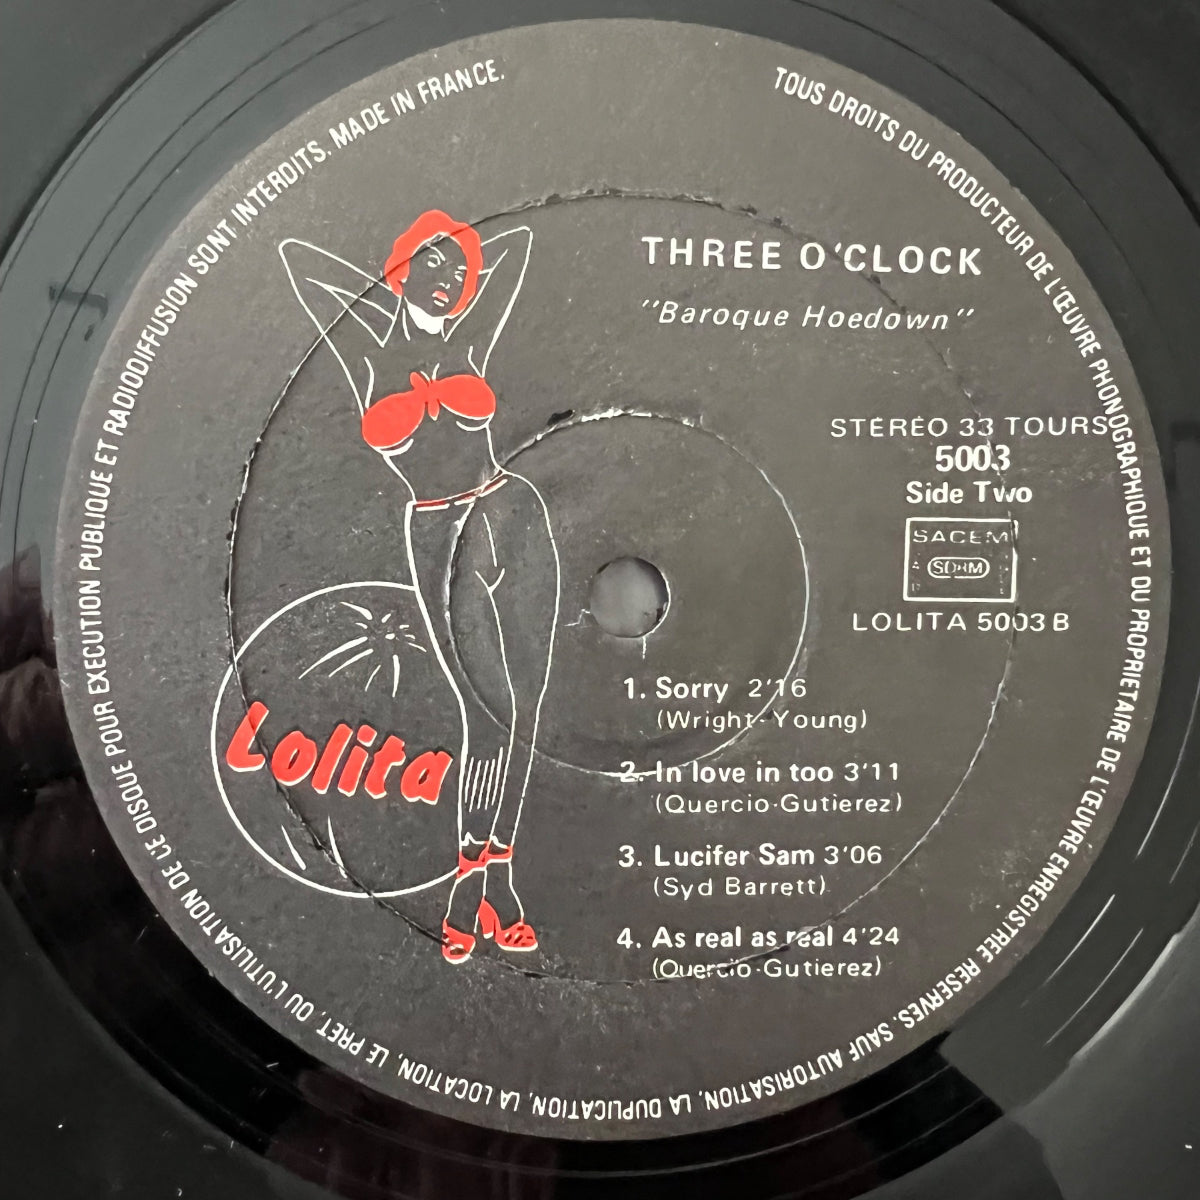 THREE O'CLOCK
"Baroque Hoedown"
STÉRÉO 33 TOURS
5003
Side Two
SACEM
SDRM
LOLITA 5003 B
Lolita
1. Sorry 2'16
(Wright-Young)
2. In love in too 3'11
(Quercio-Gutierez)
3. Lucifer Sam 3'06
(Syd Barrett)
4. As real as real 4'24
(Quercio-Gutierez)
TOUS DROITS DU PRODUCTEUR DE L'ŒUVRE PHONOGRAPHIQUE ET DU PROPRIETAIRE DE L'ŒUVRE ENREGISTREE RESERVES. SAUF AUTORISATION, LA DUPLICATION, LA LOCATION, LE PRET, OU L'UTILISATION DE CE DISQUE POUR EXECUTION PUBLIQUE ET RADIODIFFUSION SONT INTERDITS. MADE IN FRANCE.